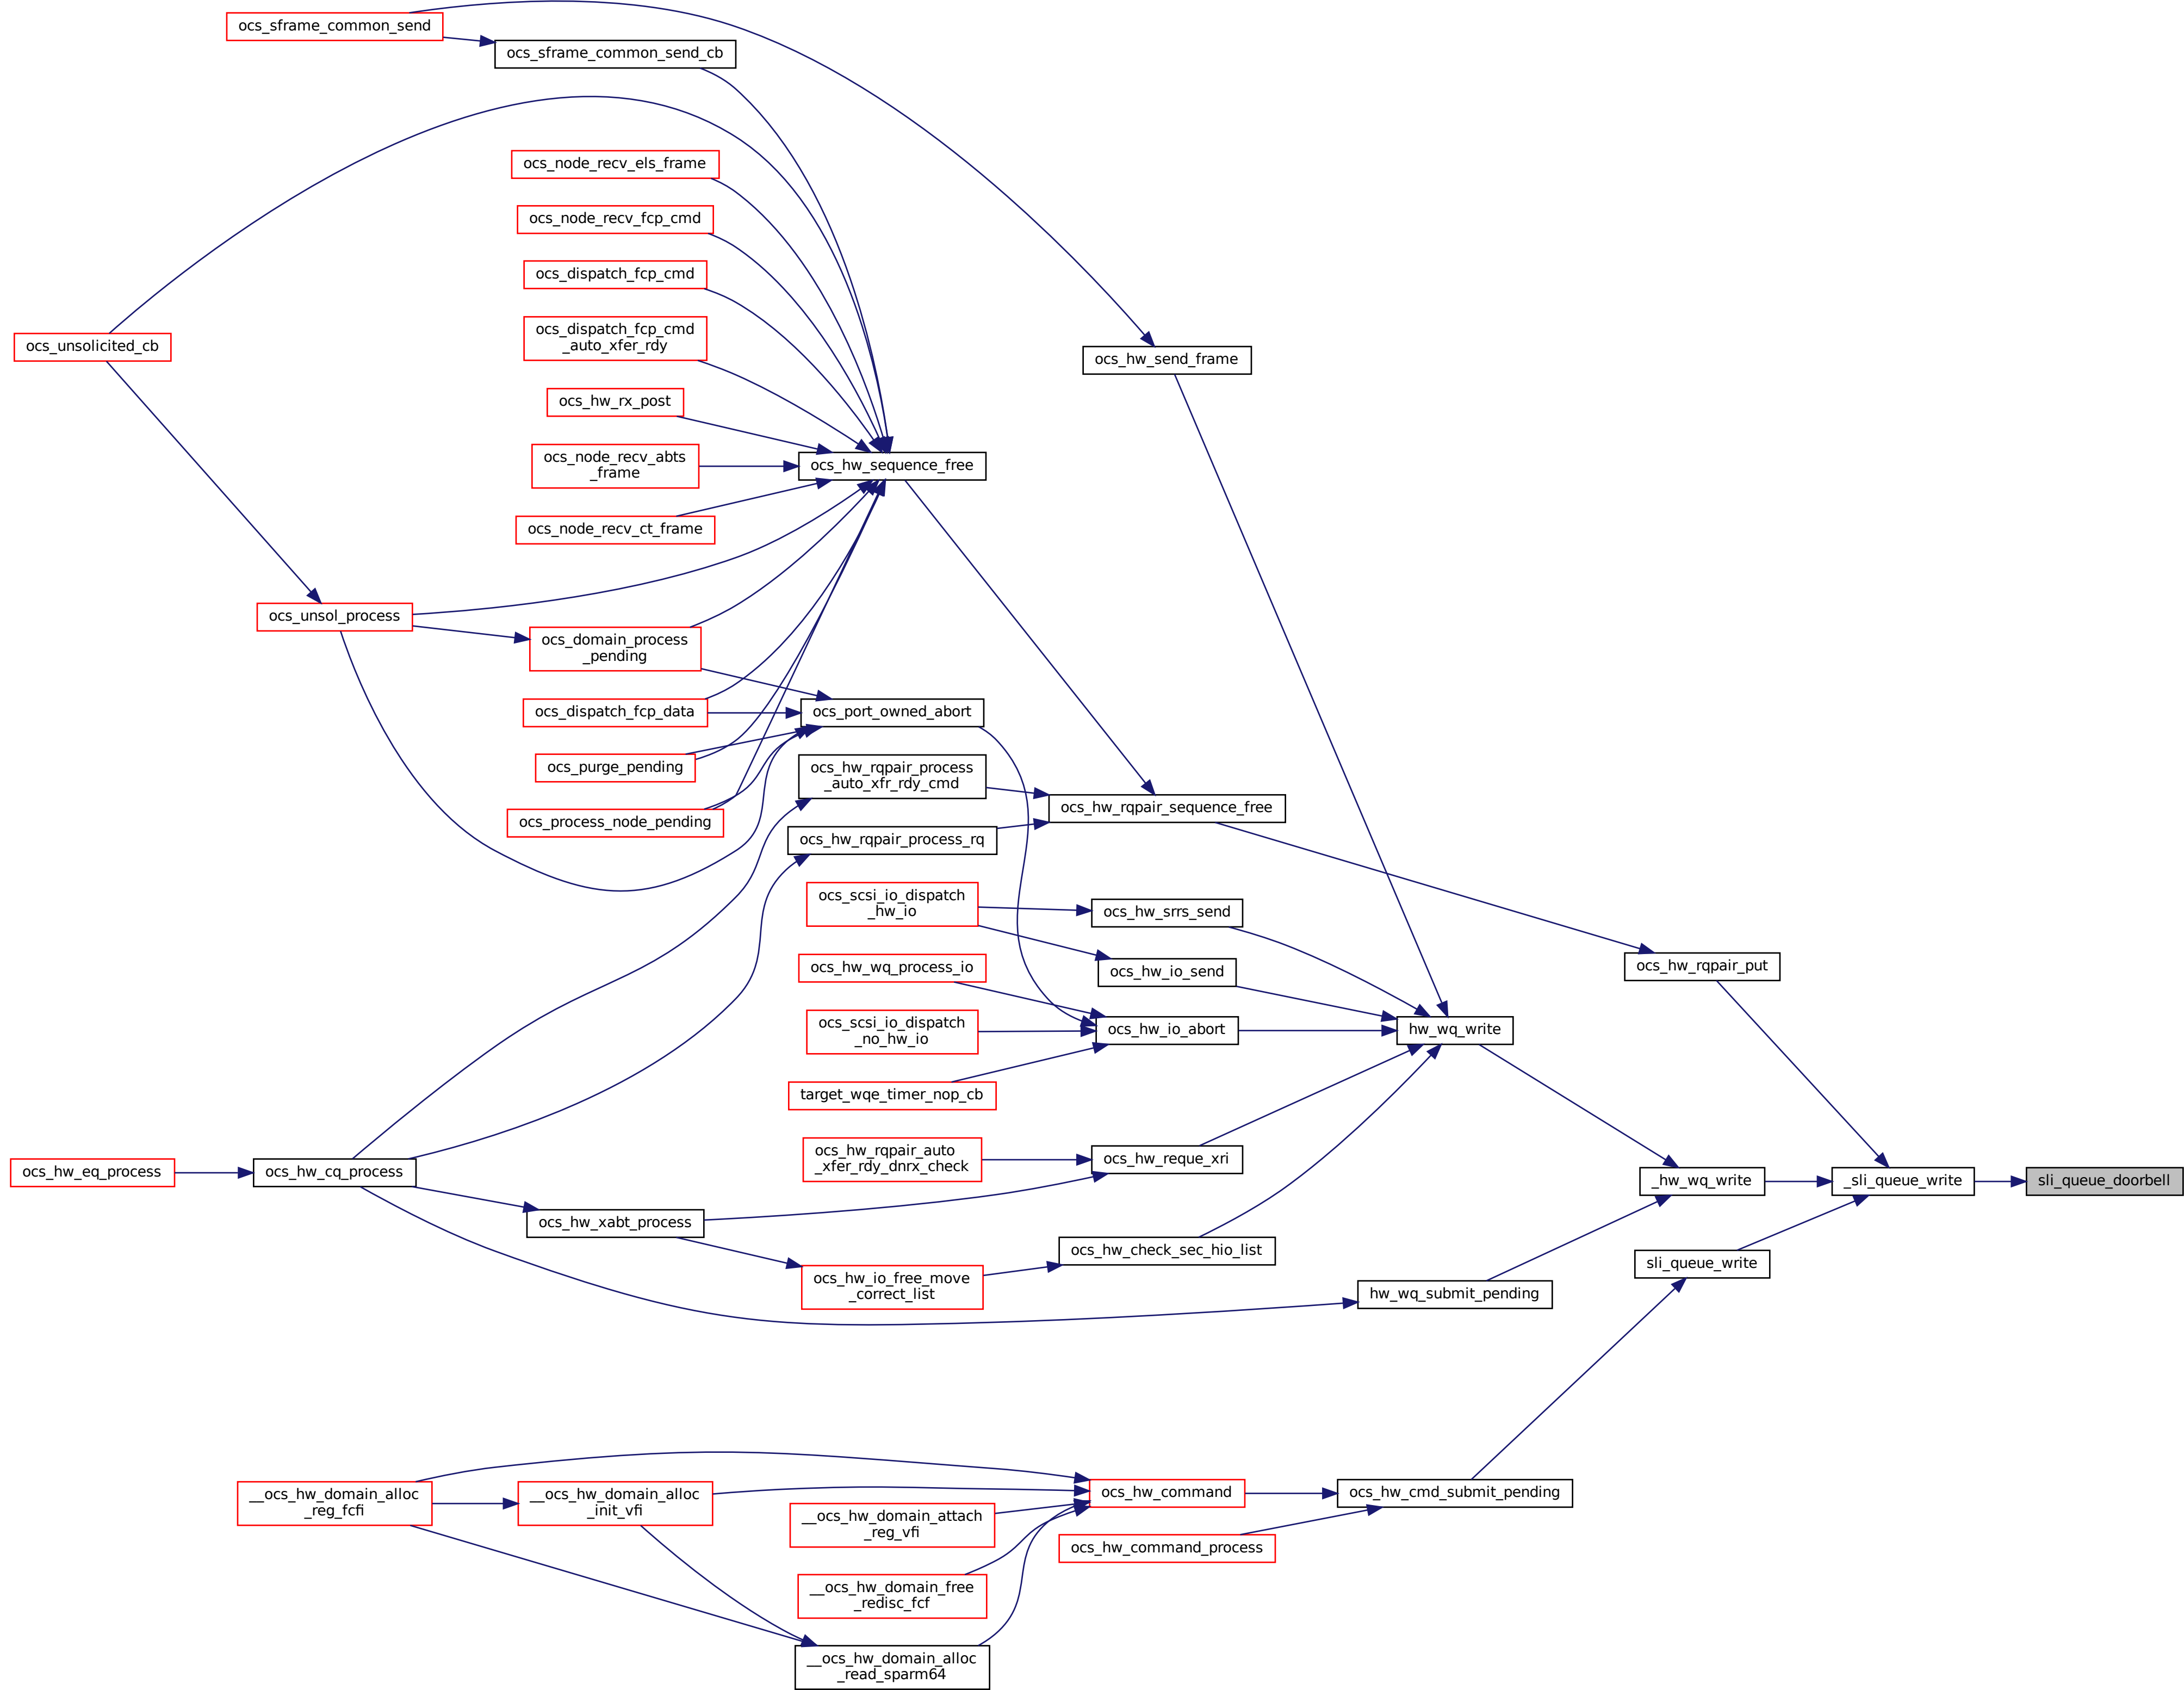 ocs_sframe_common_send
ocs_sframe_common_send_cb
ocs_node_recv_els_frame
ocs_node_recv_fcp_cmd
ocs_dispatch_fcp_cmd
ocs_dispatch_fcp_cmd
_auto_xfer_rdy
ocs_unsolicited_cb
ocs_hw_send_frame
ocs_hw_rx_post
ocs_node_recv_abts
_frame
ocs_hw_sequence_free
ocs_node_recv_ct_frame
ocs_unsol_process
ocs_domain_process
_pending
ocs_dispatch_fcp_data
ocs_port_owned_abort
ocs_purge_pending
ocs_hw_rqpair_process
_auto_xfr_rdy_cmd
ocs_hw_rqpair_sequence_free
ocs_process_node_pending
ocs_hw_rqpair_process_rq
ocs_scsi_io_dispatch
_hw_io
ocs_hw_srrs_send
ocs_hw_wq_process_io
ocs_hw_io_send
ocs_hw_rqpair_put
ocs_scsi_io_dispatch
_no_hw_io
ocs_hw_io_abort
hw_wq_write
target_wqe_timer_nop_cb
ocs_hw_rqpair_auto
_xfer_rdy_dnrx_check
ocs_hw_reque_xri
ocs_hw_eq_process
ocs_hw_cq_process
_hw_wq_write
_sli_queue_write
sli_queue_doorbell
ocs_hw_xabt_process
ocs_hw_check_sec_hio_list
sli_queue_write
ocs_hw_io_free_move
_correct_list
hw_wq_submit_pending
__ocs_hw_domain_alloc
_reg_fcfi
__ocs_hw_domain_alloc
_init_vfi
ocs_hw_command
ocs_hw_cmd_submit_pending
__ocs_hw_domain_attach
_reg_vfi
ocs_hw_command_process
__ocs_hw_domain_free
_redisc_fcf
__ocs_hw_domain_alloc
_read_sparm64